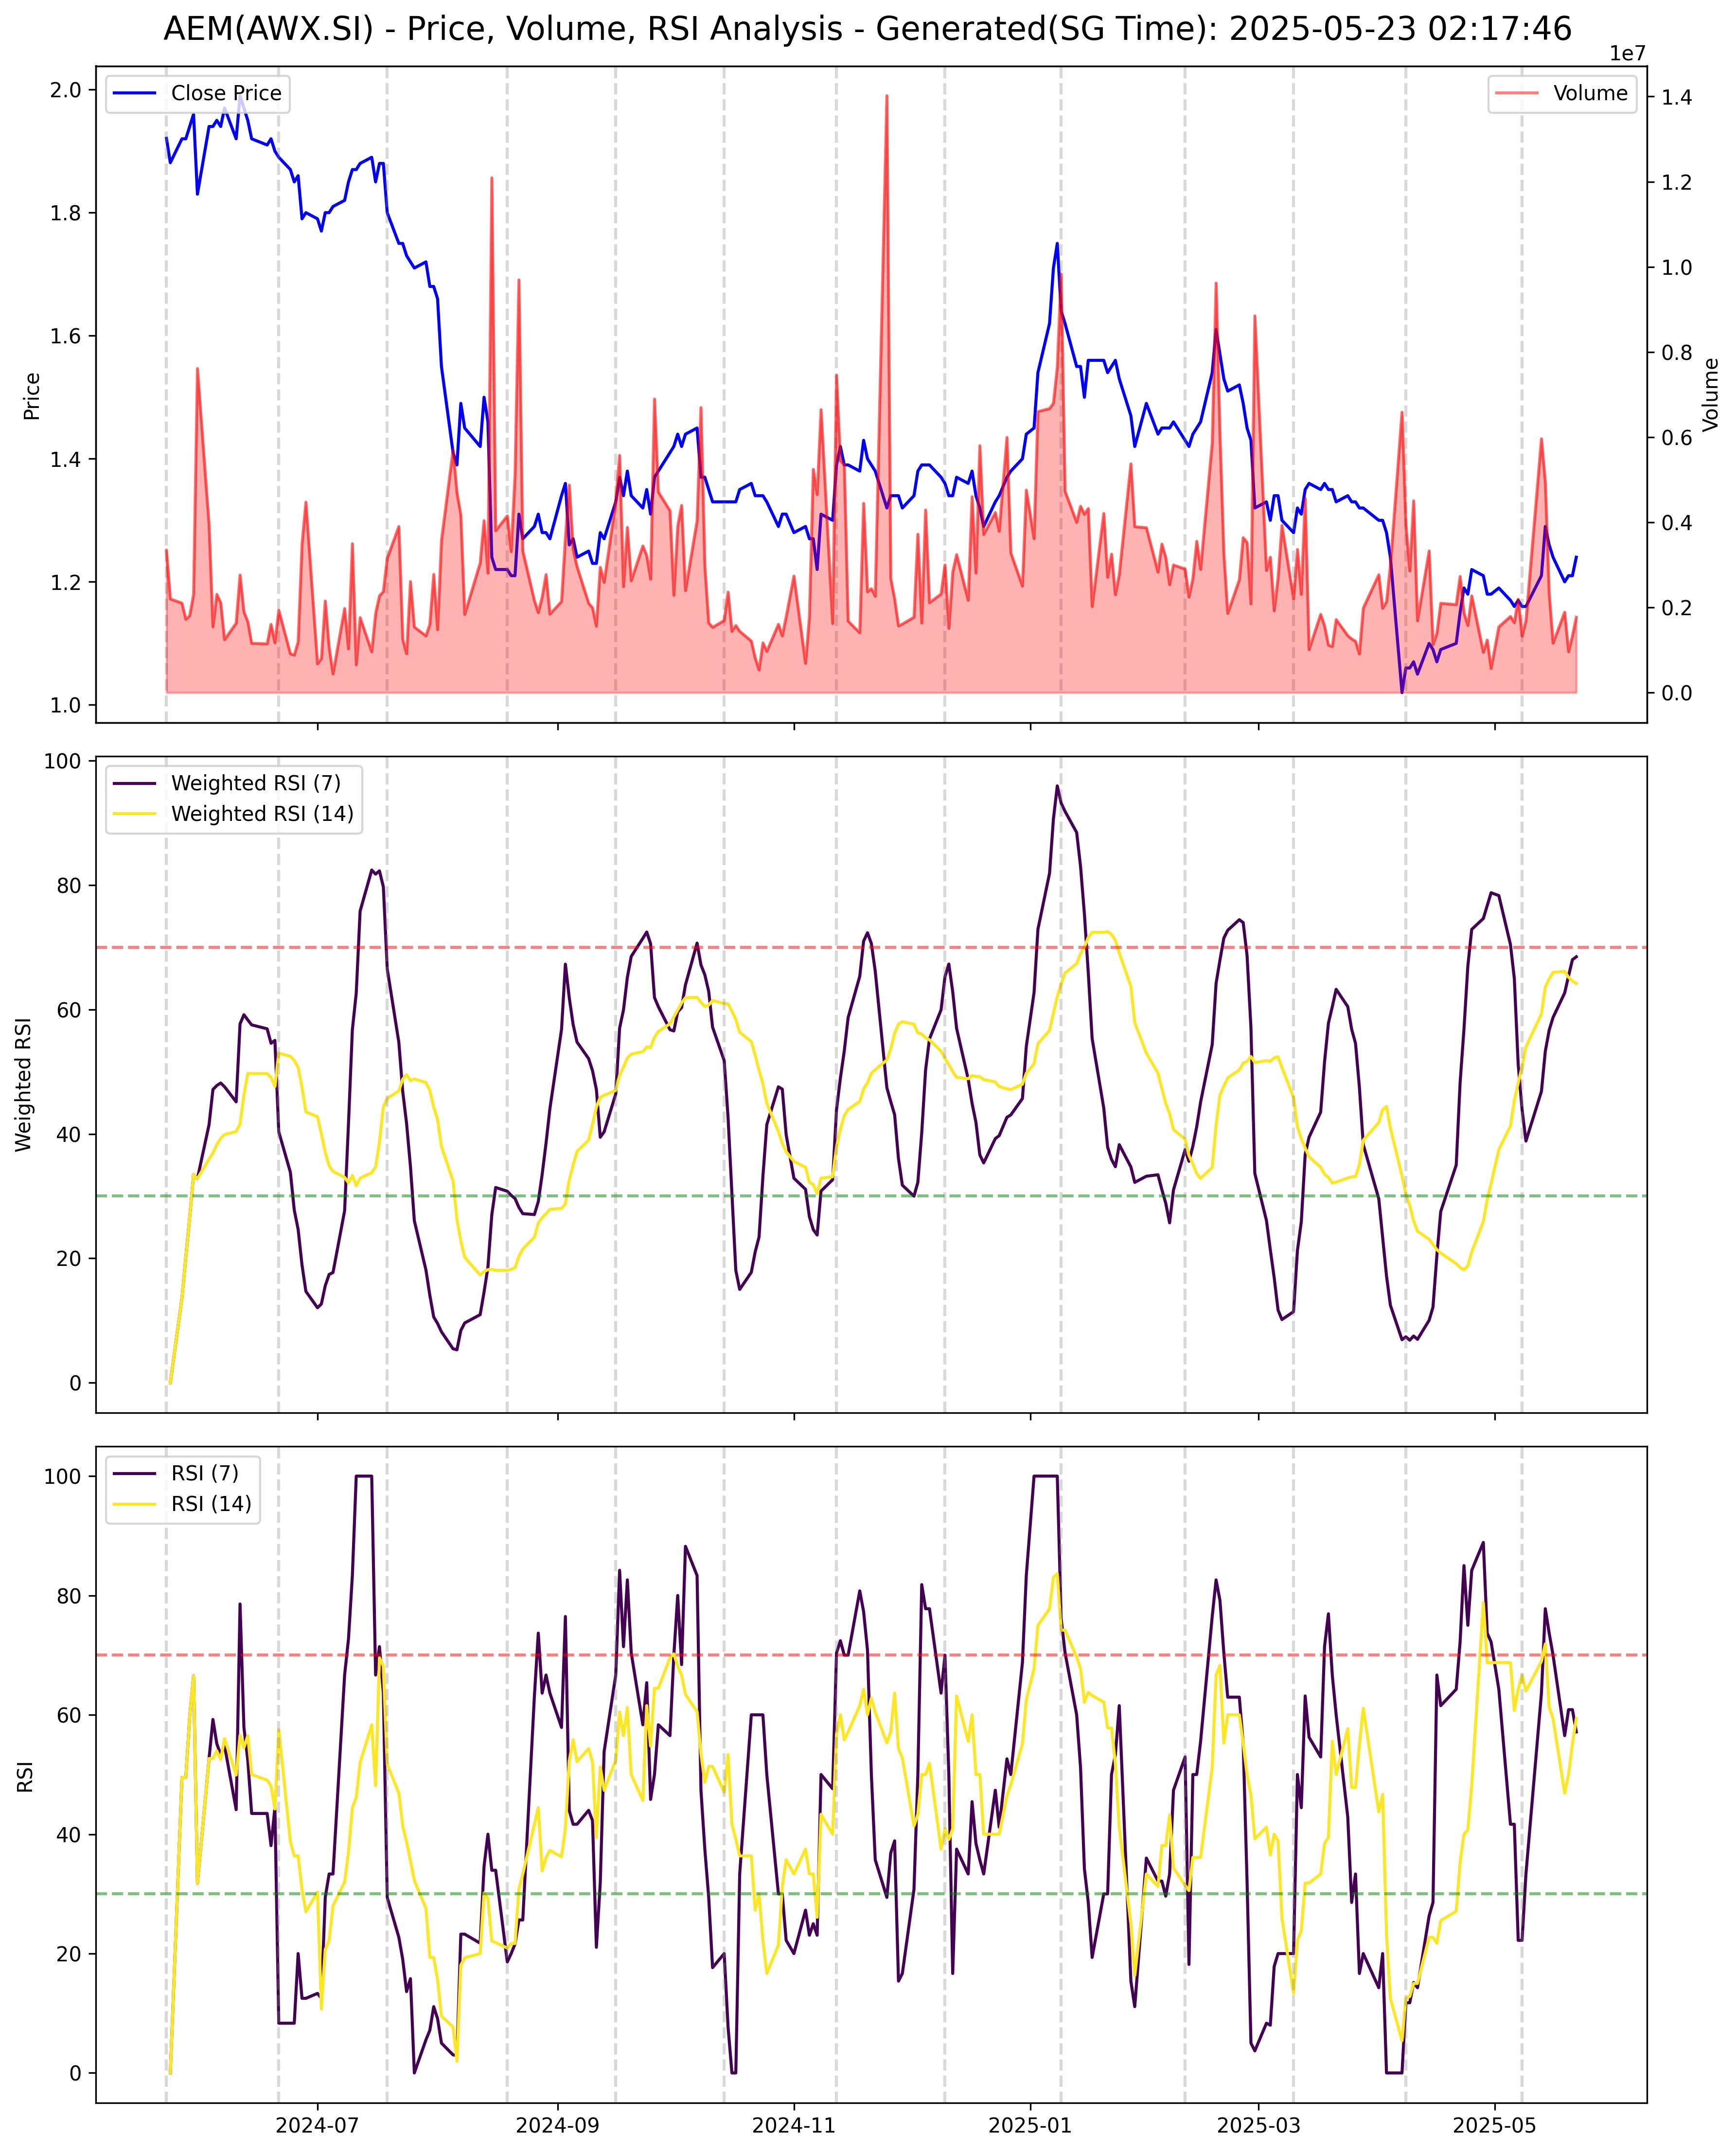 AEM(AWX.SI) - Price, Volume, RSI Analysis - Generated(SG Time): 2025-05-23 02:17:46
1e7
Close Price
Volume
2.0
1.8
1.6
1.4
1.2
1.0
Price
1.4
1.2
1.0
0.8
0.6
0.4
0.2
0.0
Volume
Weighted RSI (7)
Weighted RSI (14)
100
80
60
40
20
0
Weighted RSI
RSI (7)
RSI (14)
100
80
60
40
20
0
RSI
2024-07
2024-09
2024-11
2025-01
2025-03
2025-05